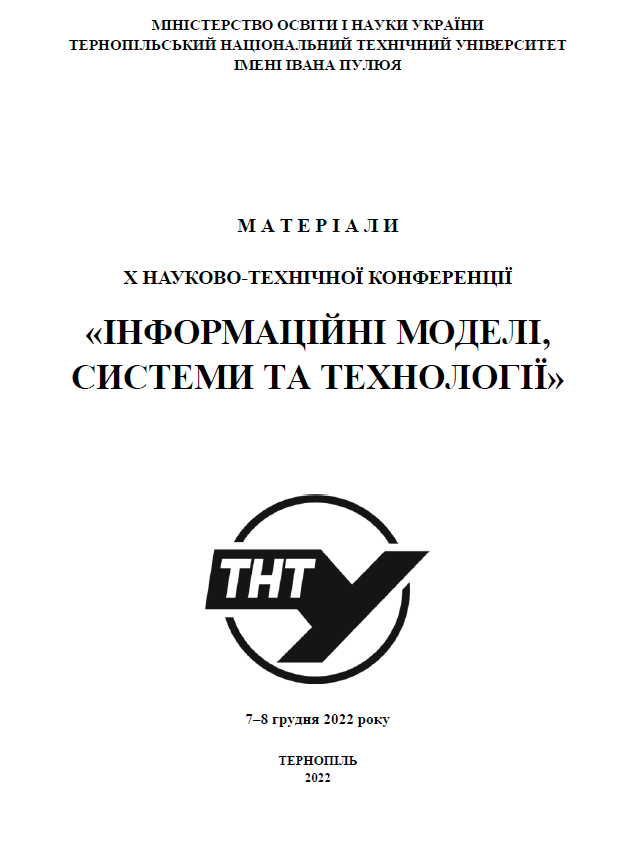 МІНІСТЕРСТВО ОСВІТИ І НАУКИ УКРАЇНИ
ТЕРНОПІЛЬСЬКИЙ НАЦІОНАЛЬНИЙ ТЕХНІЧНИЙ УНІВЕРСИТЕТ
ІМЕНІ ІВАНА ПУЛЮЯ
М А Т Е Р І А Л И
Х НАУКОВО-ТЕХНІЧНОЇ КОНФЕРЕНЦІЇ
«ІНФОРМАЦІЙНІ МОДЕЛІ,
СИСТЕМИ ТА ТЕХНОЛОГІЇ»
ТНТУ
7–8 грудня 2022 року
ТЕРНОПІЛЬ
2022